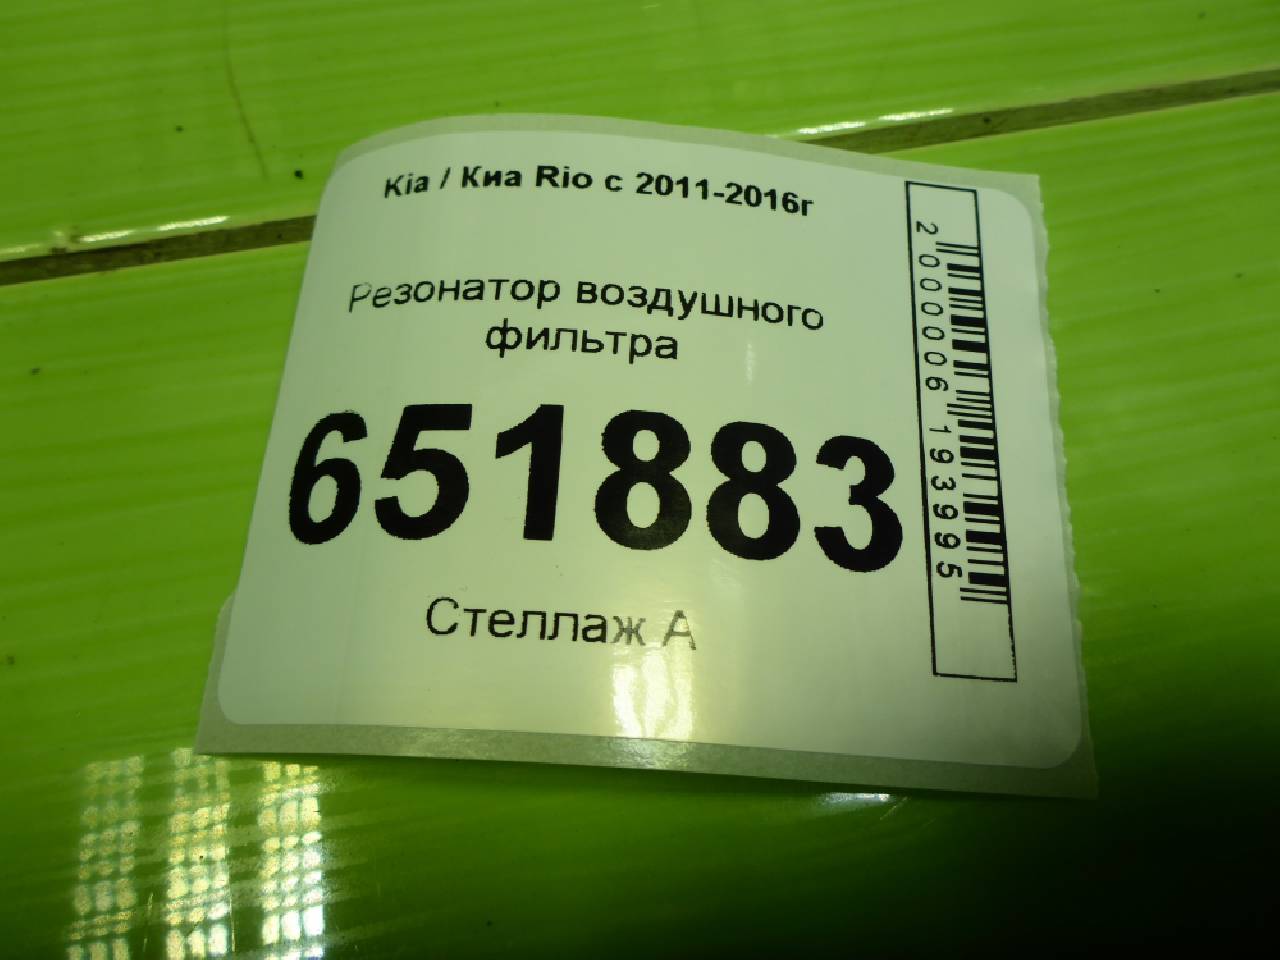 Kia / Киа Rio с 2011-2016г
Резонатор воздушного
фильтра
651883
Стеллаж А
2000006193995